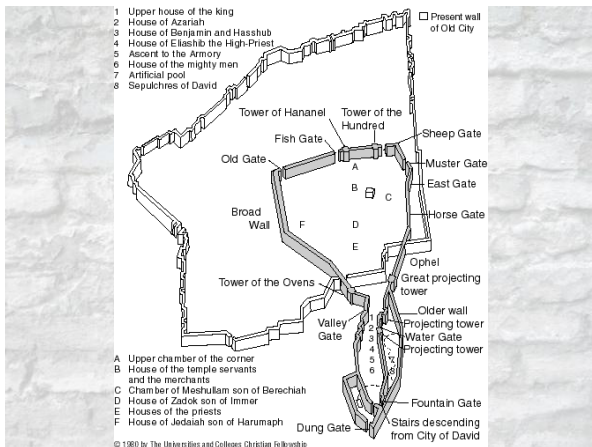 1 Upper house of the king
2 House of Azariah
3 House of Benjamin and Hasshub
4 House of Eliashib the High-Priest
5 Ascent to the Armory
6 House of the mighty men
7 Artificial pool
8 Sepulchres of David
Present wall
of Old City
Tower of Hananel
Tower of the
Hundred
Sheep Gate
Fish Gate
Old Gate
Muster Gate
East Gate
Horse Gate
A
B
C
D
E
F
Broad
Wall
Ophel
Great projecting
tower
Tower of the Ovens
Older wall
Valley
Gate
Projecting tower
Water Gate
Projecting tower
1
2
3
4
5
6
Fountain Gate
Dung Gate
Stairs descending
from City of David
A Upper chamber of the corner
B House of the temple servants
and the merchants
C Chamber of Meshullam son of Berechiah
D House of Zadok son of Immer
E Houses of the priests
F House of Jedaiah son of Harumaph
© 1980 by The Universities and Colleges Christian Fellowship